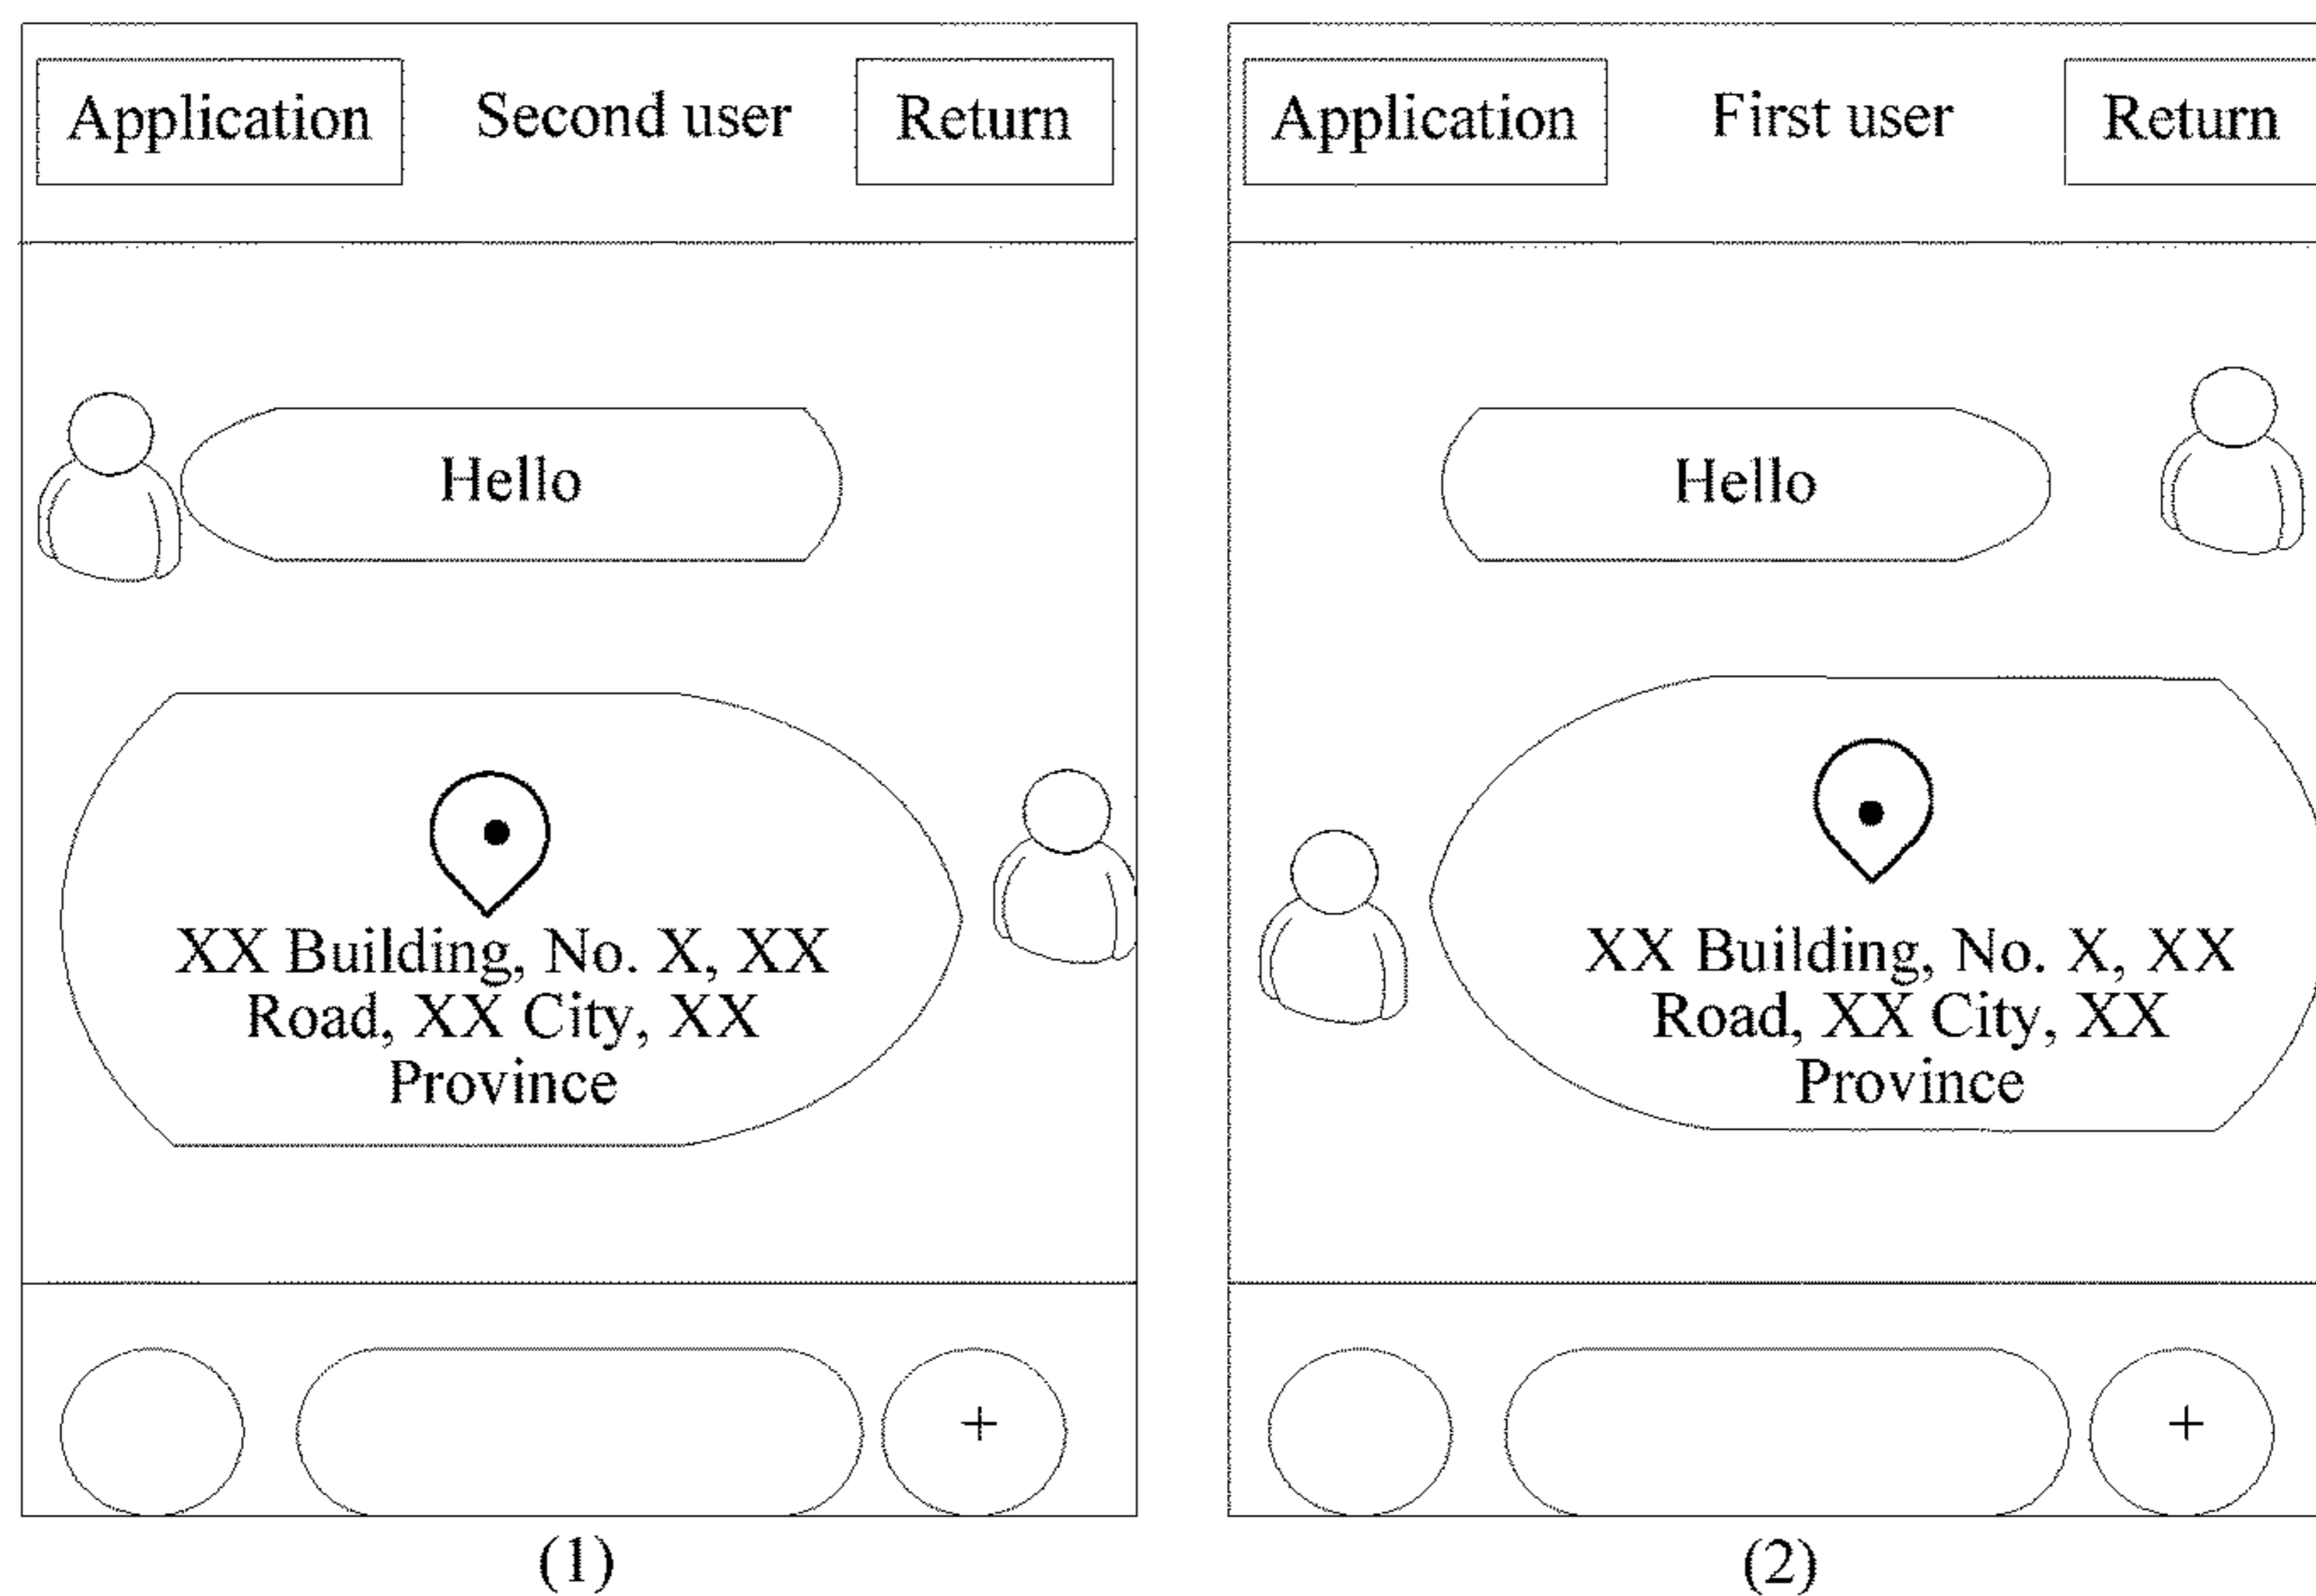 Application Second user Return
Hello
XX Building, No. X, XX
Road, XX City, XX
Province
+
(1)
Application First user Return
Hello
XX Building, No. X, XX
Road, XX City, XX
Province
+
(2)